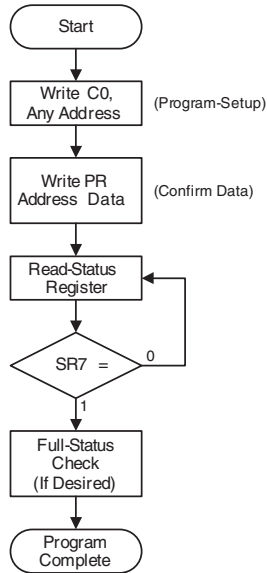 Start
Write C0,
Any Address
(Program-Setup)
Write PR
Address Data
(Confirm Data)
Read-Status
Register
SR7 =
0
1
Full-Status
Check
(If Desired)
Program
Complete